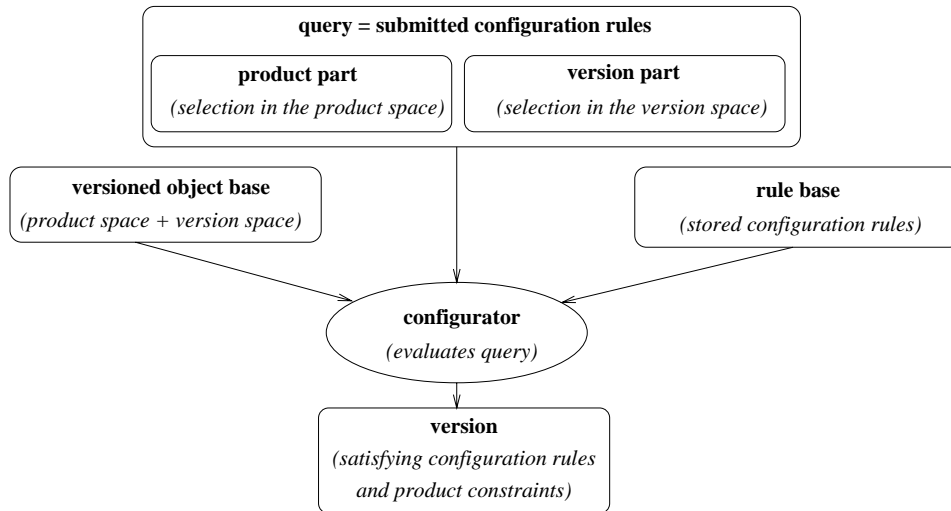 query = submitted configuration rules
product part
(selection in the product space)
version part
(selection in the version space)
versioned object base
(product space + version space)
rule base
(stored configuration rules)
configurator
(evaluates query)
version
(satisfying configuration rules
and product constraints)